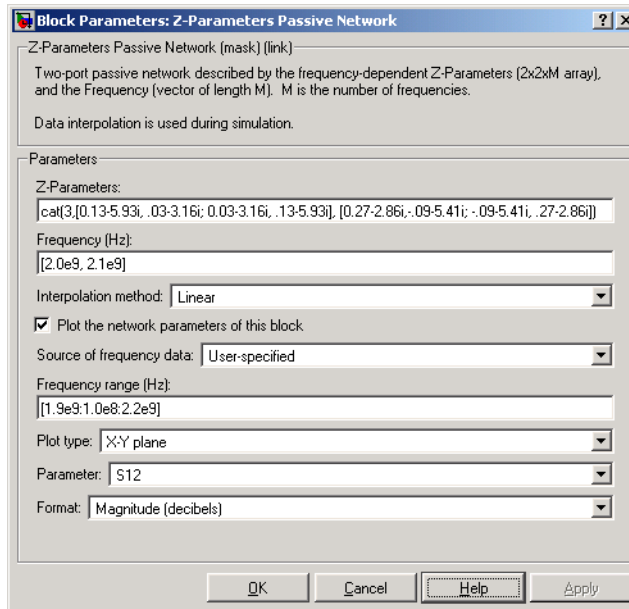 Block Parameters: Z-Parameters Passive Network
Z-Parameters Passive Network (mask) (link)
Two-port passive network described by the frequency-dependent Z-Parameters (2x2xM array),
and the Frequency (vector of length M). M is the number of frequencies.
Data interpolation is used during simulation.
Parameters
Z-Parameters:
cat(3,[0.13-5.93i, .03-3.16i; 0.03-3.16i, .13-5.93i], [0.27-2.86i,-.09-5.41i; -.09-5.41i, .27-2.86i])
Frequency (Hz):
[2.0e9, 2.1e9]
Interpolation method: Linear
Plot the network parameters of this block
Source of frequency data: User-specified
Frequency range (Hz):
[1.9e9:1.0e8:2.2e9]
Plot type: X-Y plane
Parameter: S12
Format: Magnitude (decibels)
OK Cancel Help Apply